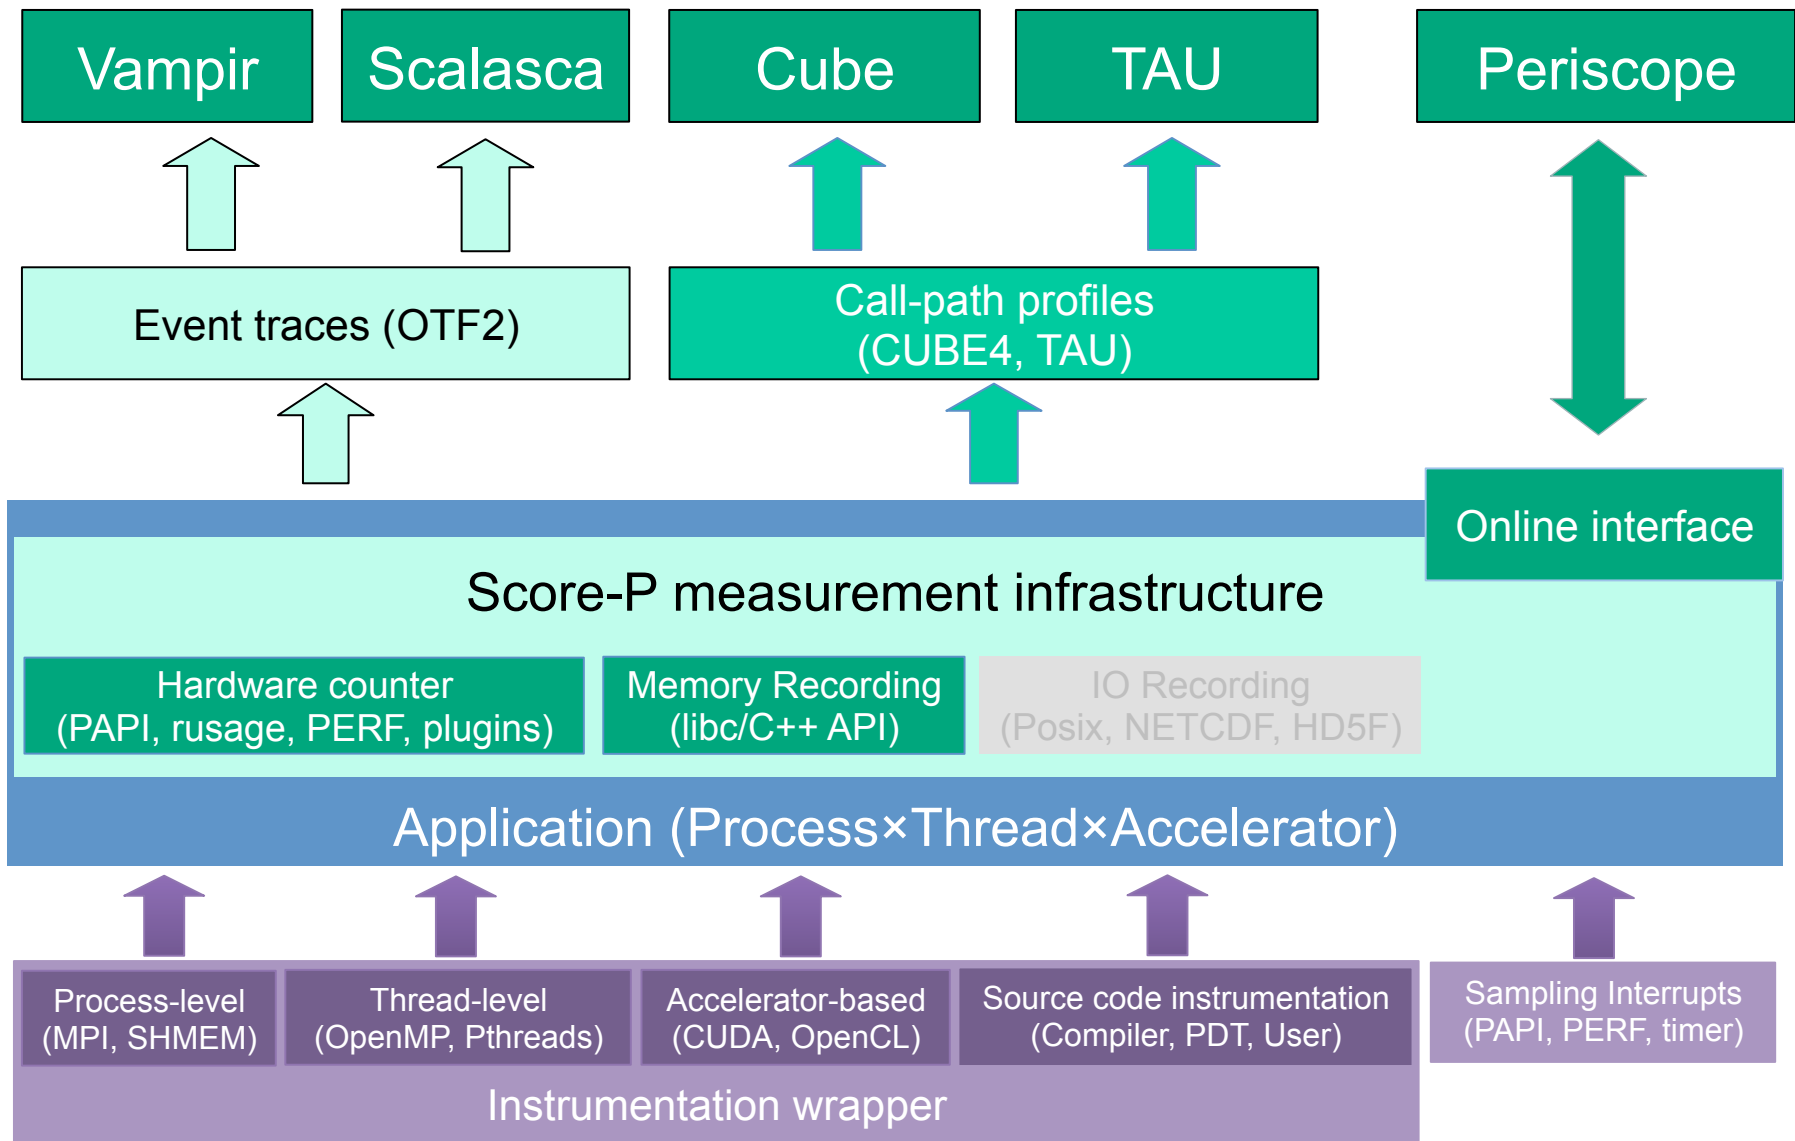 Vampir
Scalasca
Cube
TAU
Periscope
Event traces (OTF2)
Call-path profiles
(CUBE4, TAU)
Online interface
Score-P measurement infrastructure
Hardware counter
(PAPI, rusage, PERF, plugins)
Memory Recording
(libc/C++ API)
IO Recording
(Posix, NETCDF, HD5F)
Application (Process×Thread×Accelerator)
Process-level
(MPI, SHMEM)
Thread-level
(OpenMP, Pthreads)
Accelerator-based
(CUDA, OpenCL)
Source code instrumentation
(Compiler, PDT, User)
Sampling Interrupts
(PAPI, PERF, timer)
Instrumentation wrapper